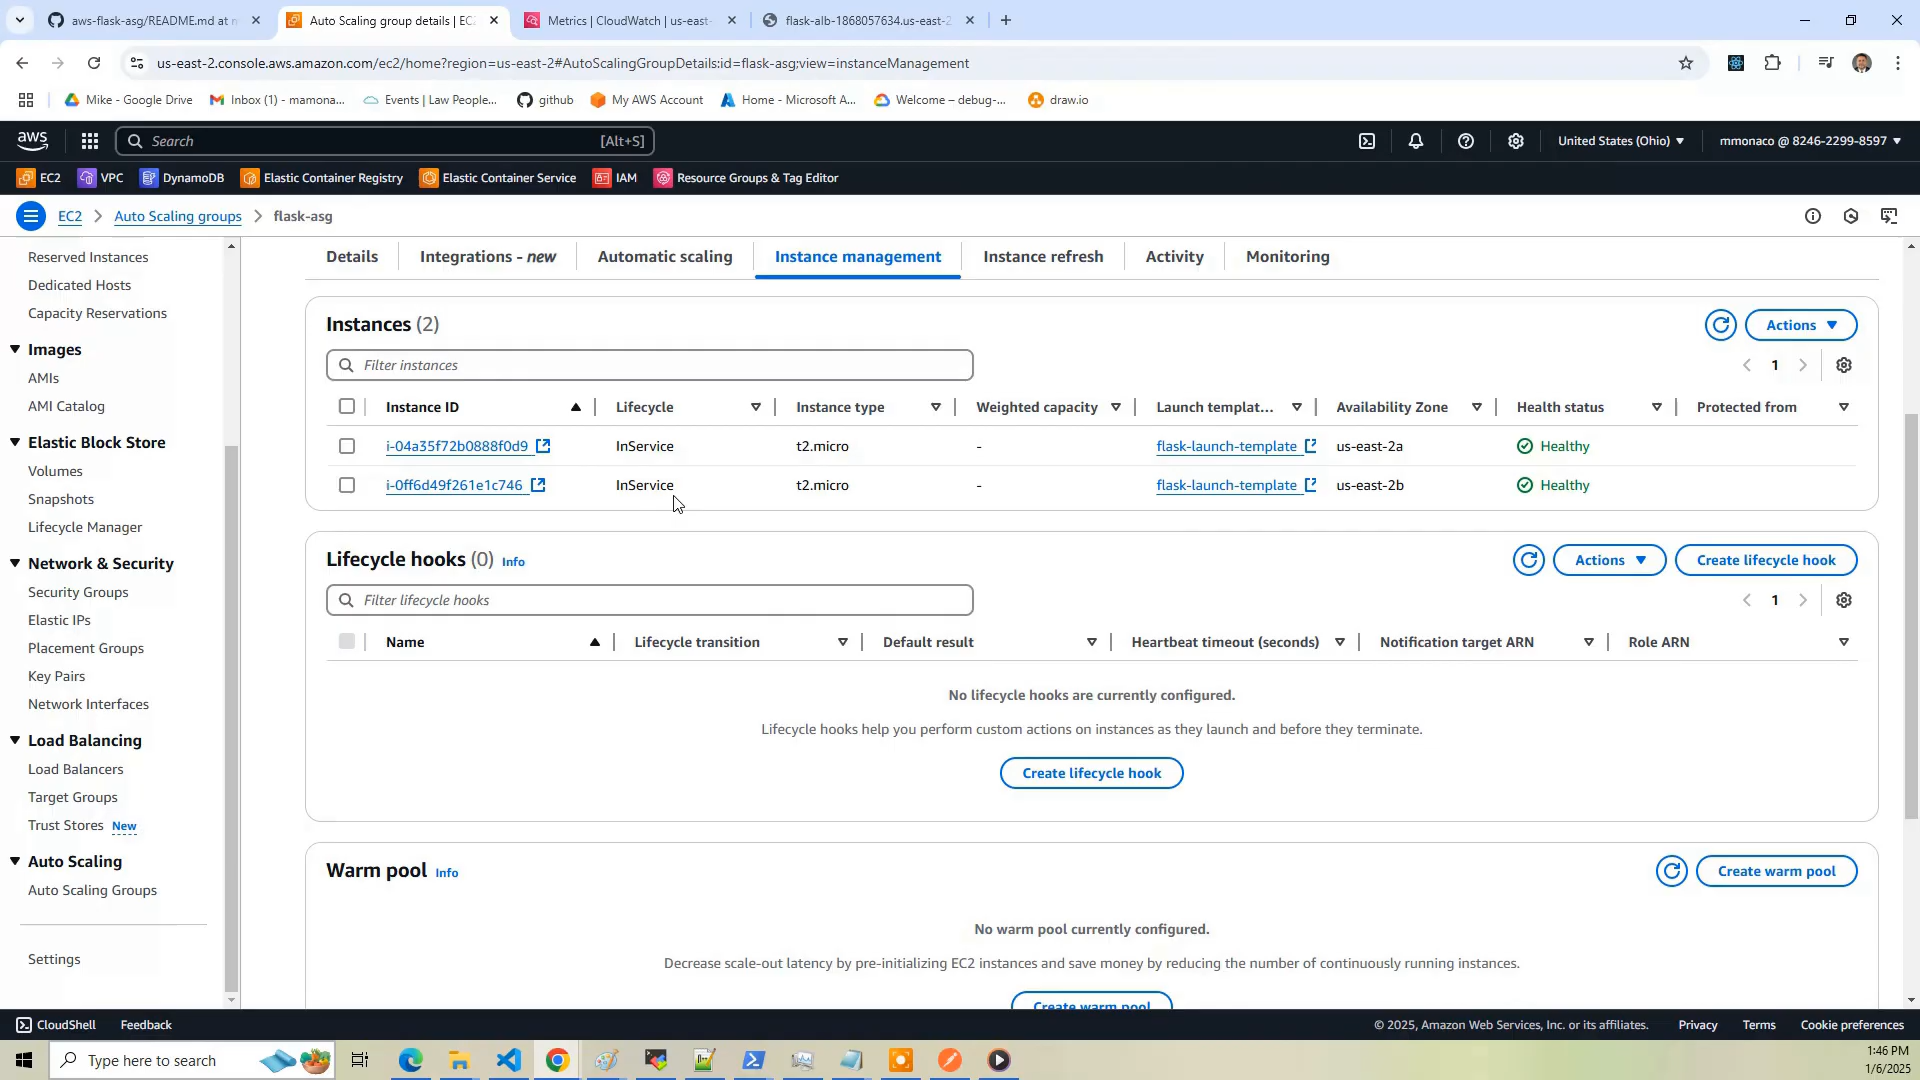 aws-flask-asg/README.md at m
Auto Scaling group details | EC
Metrics | CloudWatch | us-east-
flask-alb-1868057634.us-east-2
us-east-2.console.aws.amazon.com/ec2/home?region=us-east-2#AutoScalingGroupDetails:id=flask-asg;view=instanceManagement
Mike - Google Drive
Inbox (1) - mamona...
Events | Law People...
github
My AWS Account
Home - Microsoft A...
Welcome – debug-...
draw.io
aws
Search
[Alt+S]
United States (Ohio)
mmonaco @ 8246-2299-8597
EC2
VPC
DynamoDB
Elastic Container Registry
Elastic Container Service
IAM
Resource Groups & Tag Editor
EC2
Auto Scaling groups
flask-asg
Reserved Instances
Dedicated Hosts
Capacity Reservations
Images
AMIs
AMI Catalog
Elastic Block Store
Volumes
Snapshots
Lifecycle Manager
Network & Security
Security Groups
Elastic IPs
Placement Groups
Key Pairs
Network Interfaces
Load Balancing
Load Balancers
Target Groups
Trust Stores New
Auto Scaling
Auto Scaling Groups
Settings
Details
Integrations - new
Automatic scaling
Instance management
Instance refresh
Activity
Monitoring
Instances (2)
Actions
Filter instances
1
Instance ID Lifecycle Instance type Weighted capacity Launch templat... Availability Zone Health status Protected from
i-04a35f72b0888f0d9 InService t2.micro - flask-launch-template us-east-2a Healthy
i-0ff6d49f261e1c746 InService t2.micro - flask-launch-template us-east-2b Healthy
Lifecycle hooks (0) Info
Actions
Create lifecycle hook
Filter lifecycle hooks
1
Name Lifecycle transition Default result Heartbeat timeout (seconds) Notification target ARN Role ARN
No lifecycle hooks are currently configured.
Lifecycle hooks help you perform custom actions on instances as they launch and before they terminate.
Create lifecycle hook
Warm pool Info
Create warm pool
No warm pool currently configured.
Decrease scale-out latency by pre-initializing EC2 instances and save money by reducing the number of continuously running instances.
Create warm pool
CloudShell
Feedback
© 2025, Amazon Web Services, Inc. or its affiliates.
Privacy
Terms
Cookie preferences
Type here to search
1:46 PM
1/6/2025